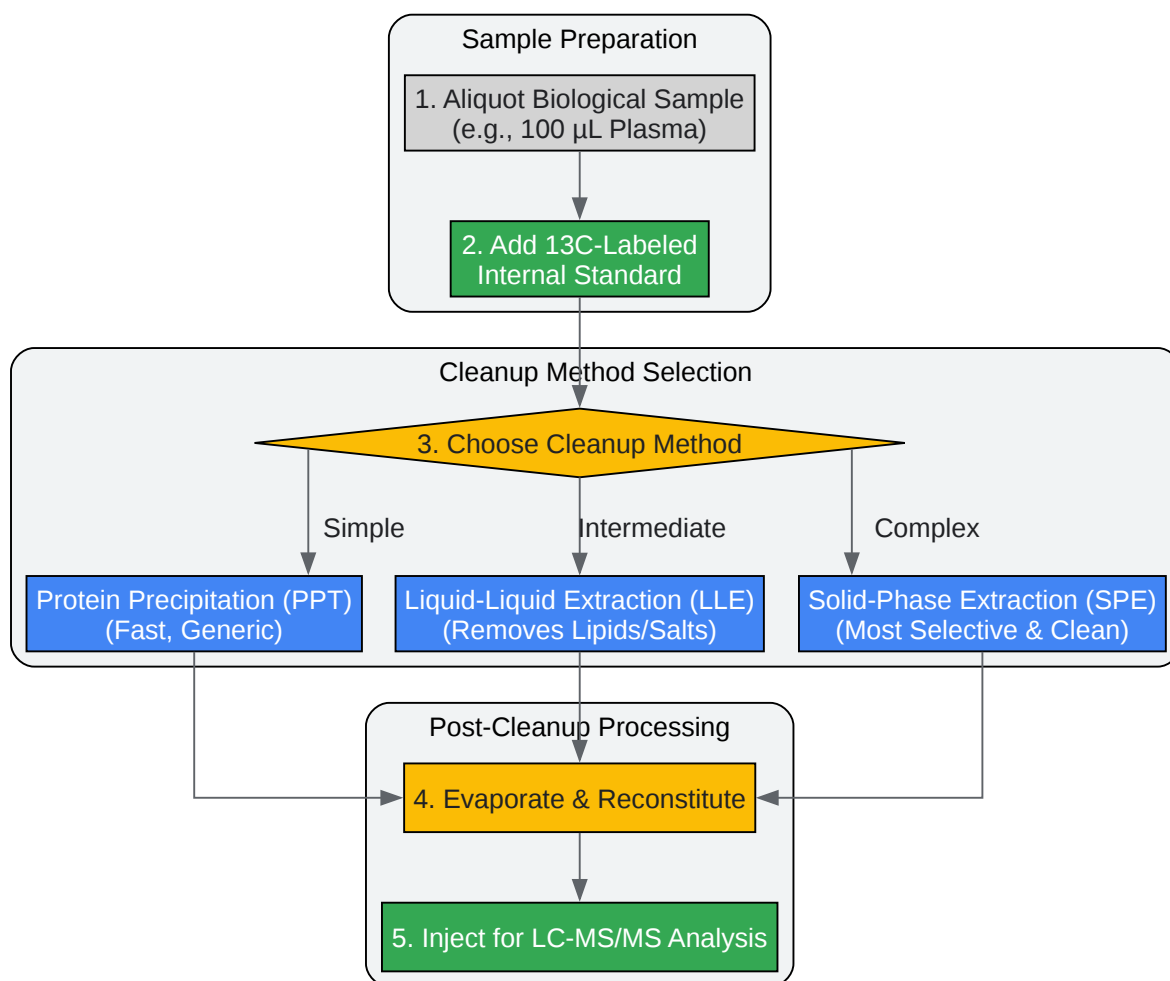 Sample Preparation
1. Aliquot Biological Sample
(e.g., 100 µL Plasma)
2. Add 13C-Labeled
Internal Standard
Cleanup Method Selection
3. Choose Cleanup Method
Simple
Intermediate
Complex
Protein Precipitation (PPT)
(Fast, Generic)
Liquid-Liquid Extraction (LLE)
(Removes Lipids/Salts)
Solid-Phase Extraction (SPE)
(Most Selective & Clean)
Post-Cleanup Processing
4. Evaporate & Reconstitute
5. Inject for LC-MS/MS Analysis